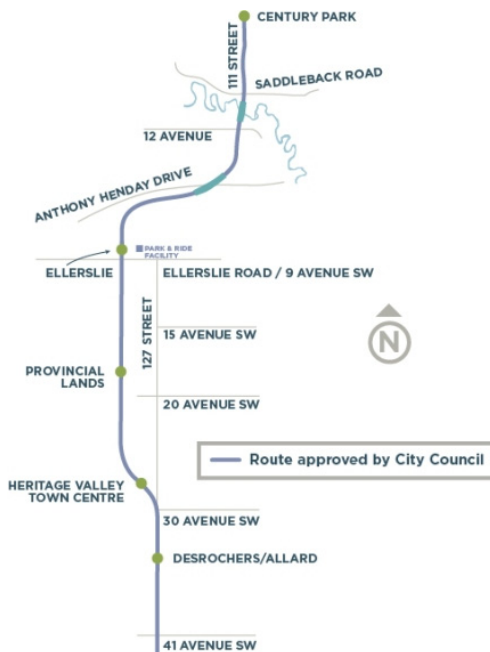 CENTURY PARK
111 STREET
SADDLEBACK ROAD
12 AVENUE
ANTHONY HENDAY DRIVE
PARK & RIDE
FACILITY
ELLERSLIE
ELLERSLIE ROAD / 9 AVENUE SW
127 STREET
15 AVENUE SW
N
PROVINCIAL
LANDS
20 AVENUE SW
Route approved by City Council
HERITAGE VALLEY
TOWN CENTRE
30 AVENUE SW
DESROCHERS/ALLARD
41 AVENUE SW